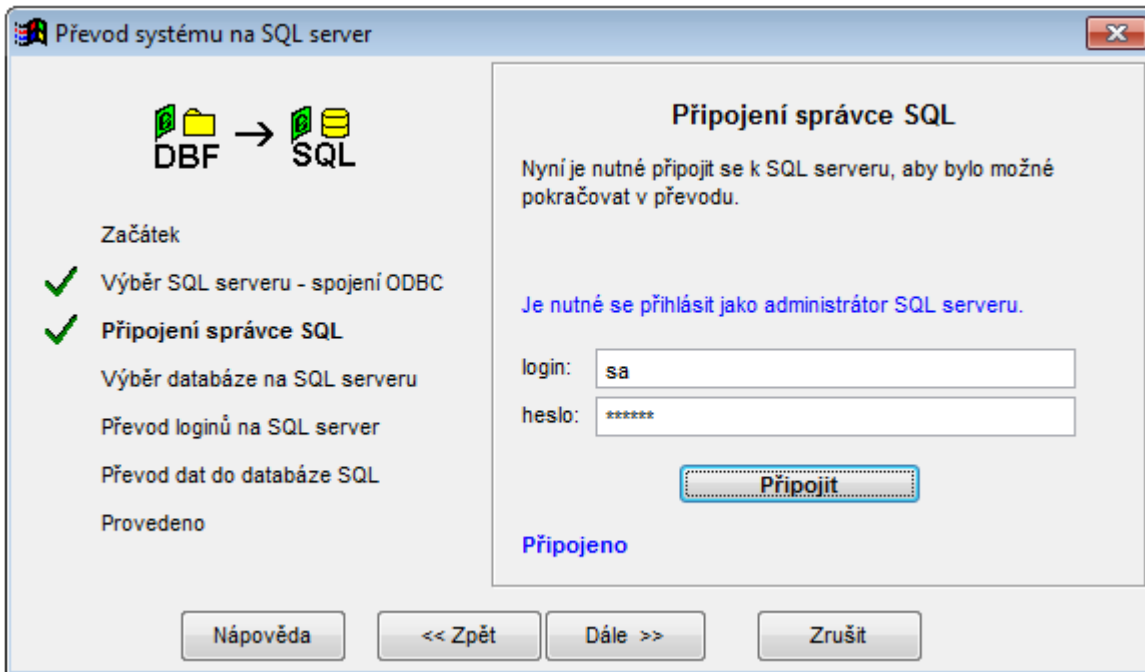 Převod systému na SQL server
DBF → SQL
Začátek
Výběr SQL serveru - spojení ODBC
Připojení správce SQL
Výběr databáze na SQL serveru
Převod loginů na SQL server
Převod dat do databáze SQL
Provedeno
Připojení správce SQL
Nyní je nutné připojit se k SQL serveru, aby bylo možné
pokračovat v převodu.
Je nutné se přihlásit jako administrátor SQL serveru.
login: sa
heslo: ******
Připojit
Připojeno
Nápověda << Zpět Dále >> Zrušit